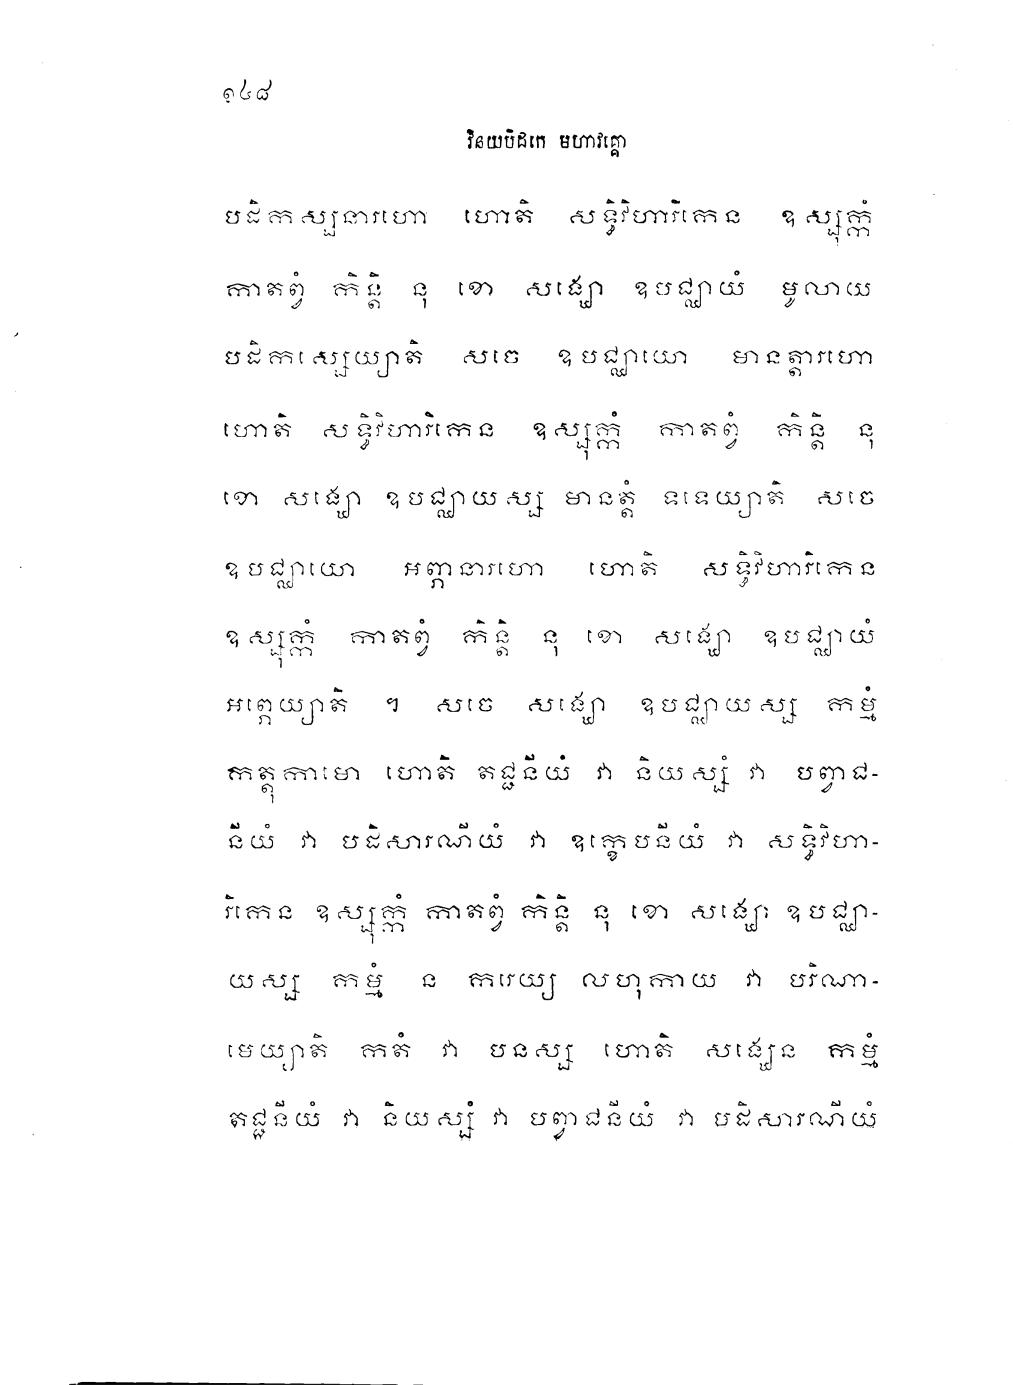 ១៤៨
វិនយបិដកេ មហាវគ្គោ
បដិកស្សនារហោ ហោតិ សទ្ធិវិហារិកេន ឧស្សុក្កំ
កាតព្វំ កិន្តិ នុ ខោ សង្ឃោ ឧបជ្ឈាយំ មូលាយ
បដិកស្សេយ្យាតិ សចេ ឧបជ្ឈាយោ មានត្តារហោ
ហោតិ សទ្ធិវិហារិកេន ឧស្សុក្កំ កាតព្វំ កិន្តិ នុ
ខោ សង្ឃោ ឧបជ្ឈាយស្ស មានត្តំ ទទេយ្យាតិ សចេ
ឧបជ្ឈាយោ អព្ភានារហោ ហោតិ សទ្ធិវិហារិកេន
ឧស្សុក្កំ កាតព្វំ កិន្តិ នុ ខោ សង្ឃោ ឧបជ្ឈាយំ
អព្ភេយ្យាតិ ។ សចេ សង្ឃោ ឧបជ្ឈាយស្ស កម្មំ
កត្តុកាមោ ហោតិ តជ្ជនីយំ វា និយស្សំ វា បព្វាជ-
នីយំ វា បដិសារណីយំ វា ឧក្ខេបនីយំ វា សទ្ធិវិហា-
រិកេន ឧស្សុក្កំ កាតព្វំ កិន្តិ នុ ខោ សង្ឃោ ឧបជ្ឈា-
យស្ស កម្មំ ន ករេយ្យ លហុកាយ វា បរិណា-
មេយ្យាតិ កតំ វា បនស្ស ហោតិ សង្ឃេន កម្មំ
តជ្ជនីយំ វា និយស្សំ វា បព្វាជនីយំ វា បដិសារណីយំ